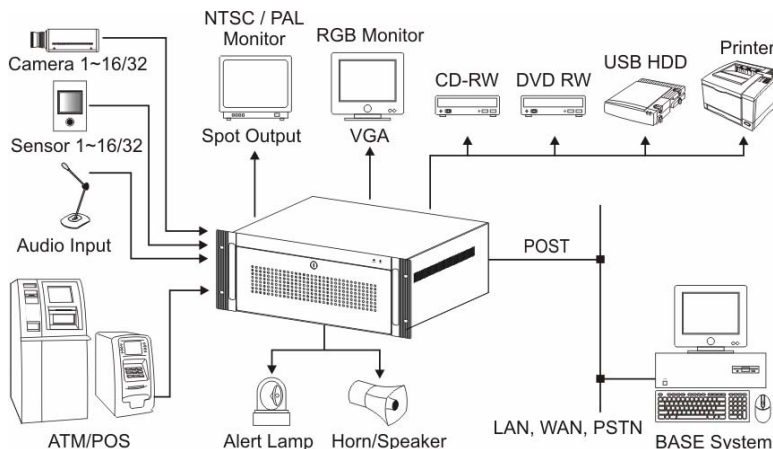 NTSC / PAL
Monitor
RGB Monitor
Printer
CD-RW
DVD RW
USB HDD
Camera 1~16/32
Spot Output
VGA
Sensor 1~16/32
Audio Input
POST
ATM/POS
Alert Lamp
Horn/Speaker
LAN, WAN, PSTN
BASE System